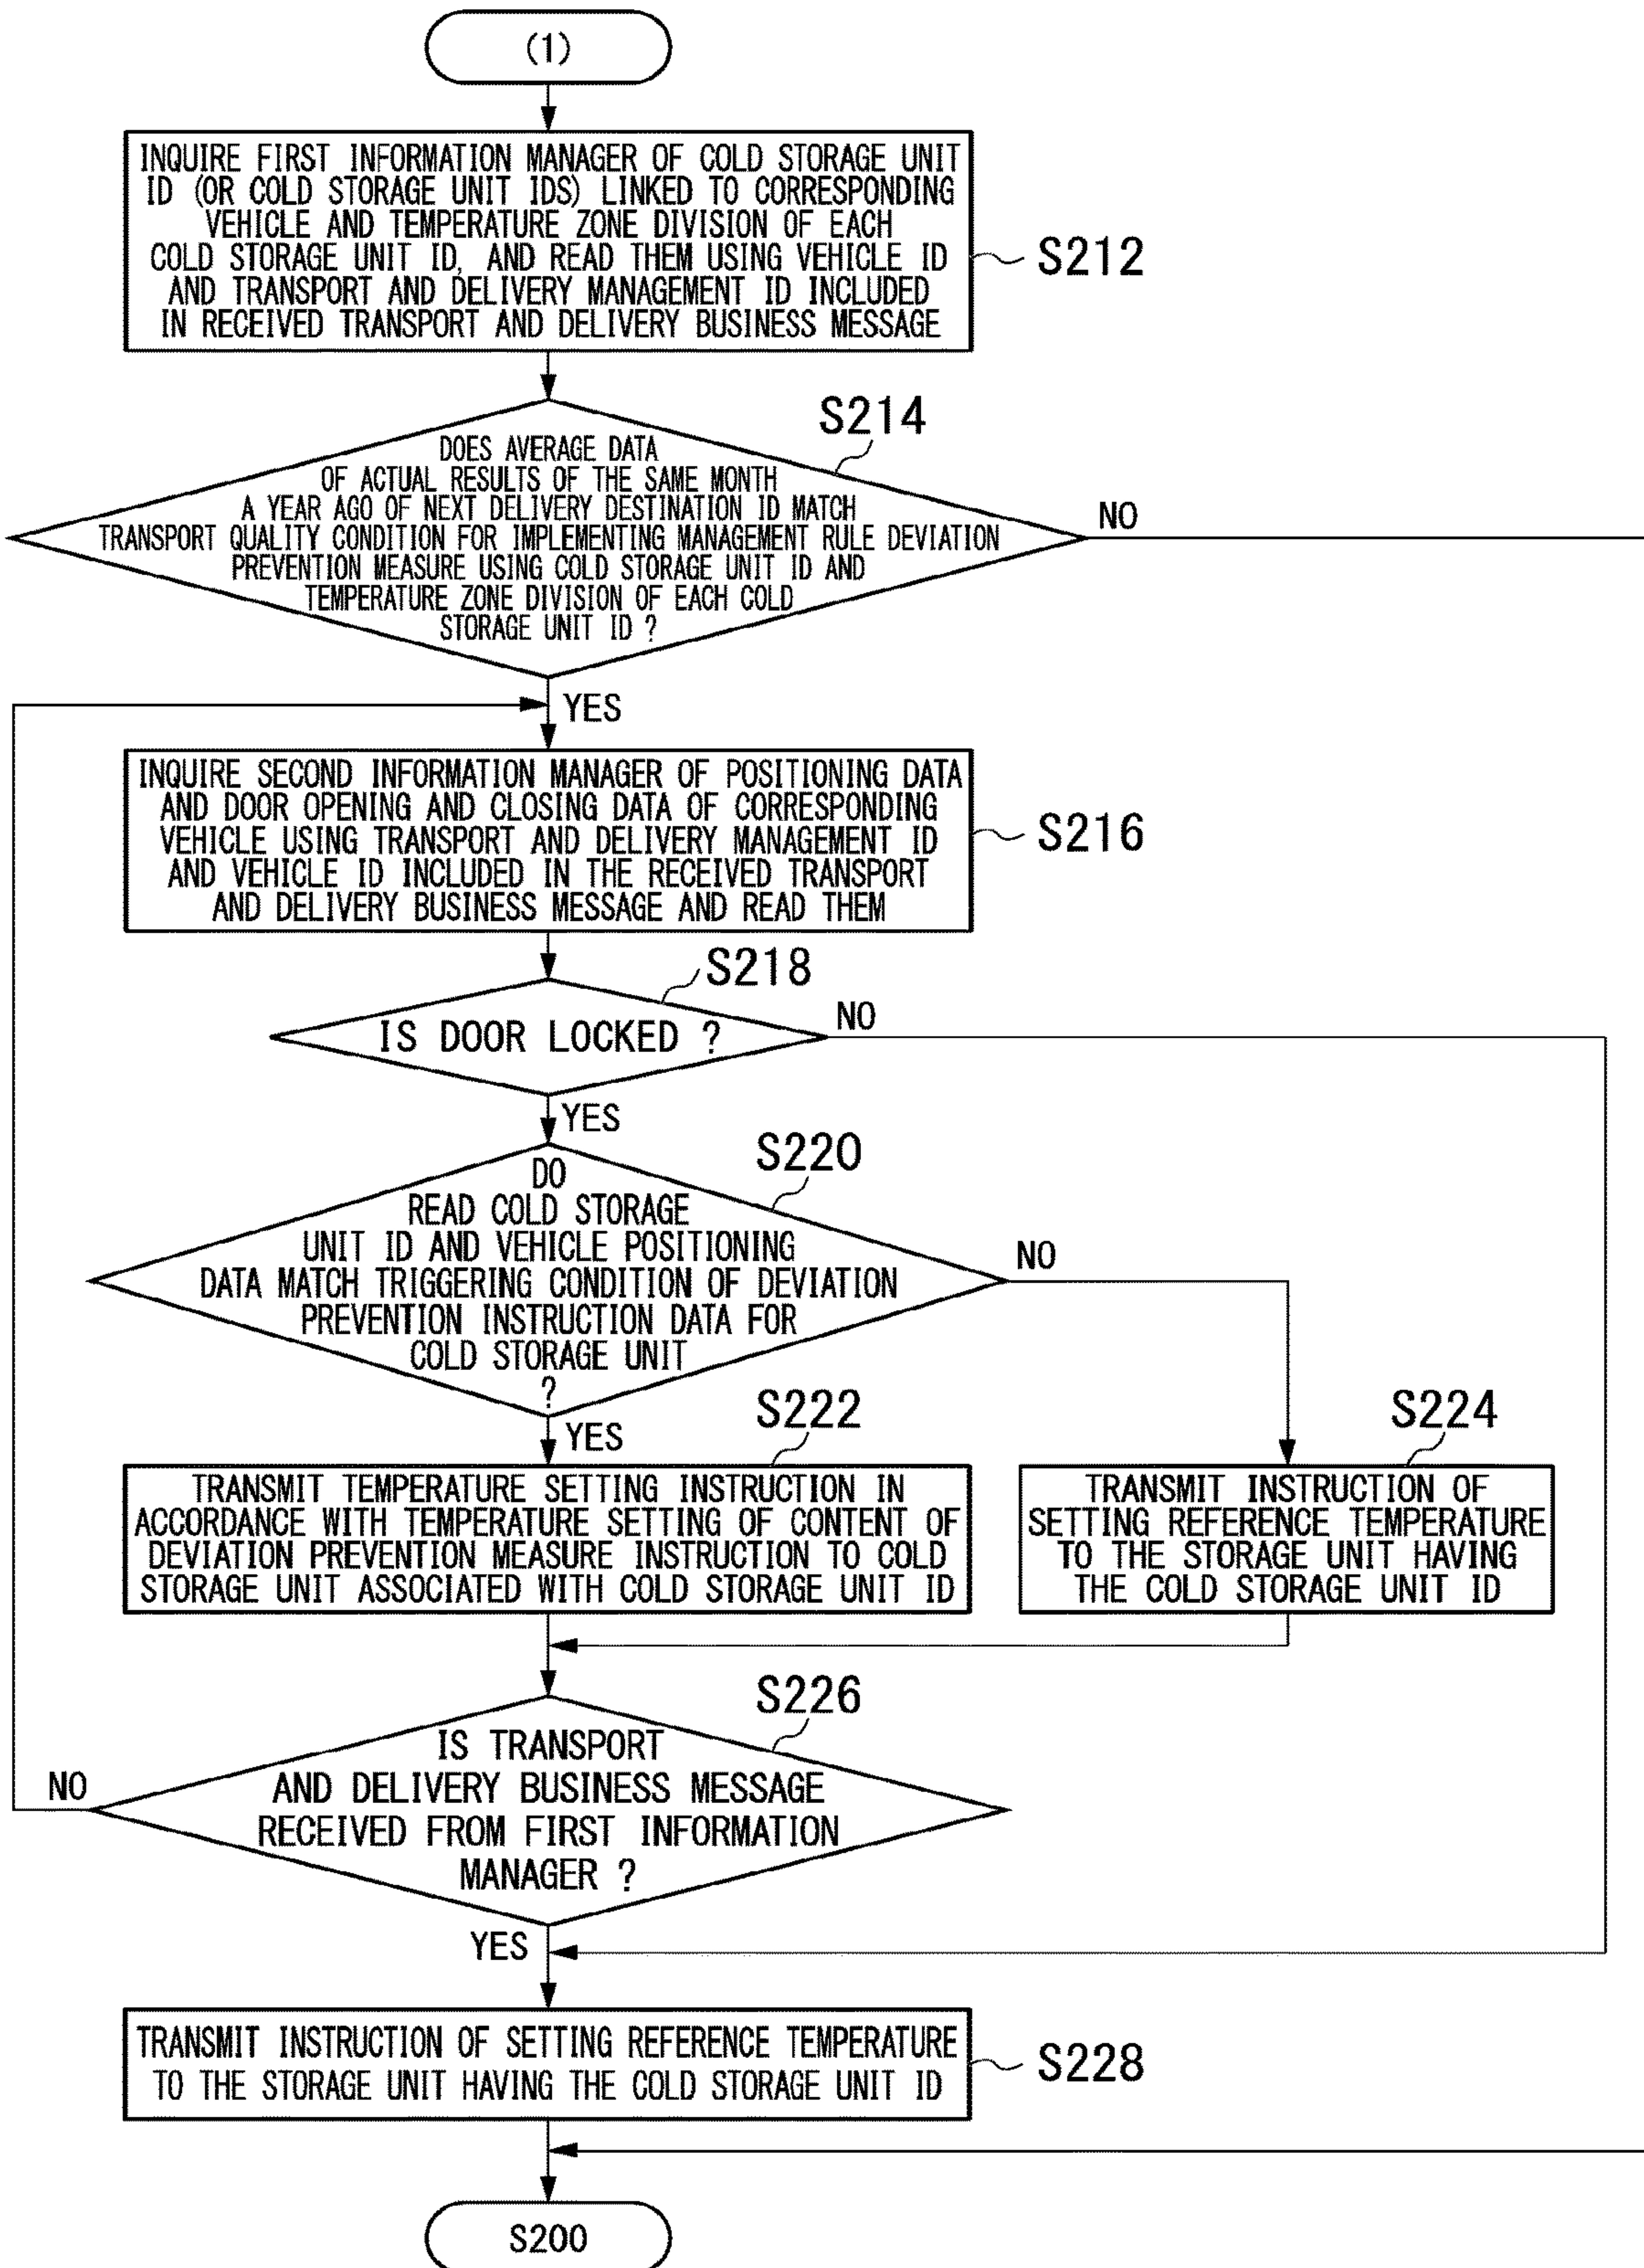 (1)
INQUIRE FIRST INFORMATION MANAGER OF COLD STORAGE UNIT
ID (OR COLD STORAGE UNIT IDS) LINKED TO CORRESPONDING
VEHICLE AND TEMPERATURE ZONE DIVISION OF EACH
COLD STORAGE UNIT ID, AND READ THEM USING VEHICLE ID
AND TRANSPORT AND DELIVERY MANAGEMENT ID INCLUDED
IN RECEIVED TRANSPORT AND DELIVERY BUSINESS MESSAGE
S212
S214
DOES AVERAGE DATA
OF ACTUAL RESULTS OF THE SAME MONTH
A YEAR AGO OF NEXT DELIVERY DESTINATION ID MATCH
TRANSPORT QUALITY CONDITION FOR IMPLEMENTING MANAGEMENT RULE DEVIATION
PREVENTION MEASURE USING COLD STORAGE UNIT ID AND
TEMPERATURE ZONE DIVISION OF EACH COLD
STORAGE UNIT ID ?
NO
YES
INQUIRE SECOND INFORMATION MANAGER OF POSITIONING DATA
AND DOOR OPENING AND CLOSING DATA OF CORRESPONDING
VEHICLE USING TRANSPORT AND DELIVERY MANAGEMENT ID
AND VEHICLE ID INCLUDED IN THE RECEIVED TRANSPORT
AND DELIVERY BUSINESS MESSAGE AND READ THEM
S216
S218
IS DOOR LOCKED ?
NO
YES
S220
DO
READ COLD STORAGE
UNIT ID AND VEHICLE POSITIONING
DATA MATCH TRIGGERING CONDITION OF DEVIATION
PREVENTION INSTRUCTION DATA FOR
COLD STORAGE UNIT
?
NO
YES
S222
TRANSMIT TEMPERATURE SETTING INSTRUCTION IN
ACCORDANCE WITH TEMPERATURE SETTING OF CONTENT OF
DEVIATION PREVENTION MEASURE INSTRUCTION TO COLD
STORAGE UNIT ASSOCIATED WITH COLD STORAGE UNIT ID
S224
TRANSMIT INSTRUCTION OF
SETTING REFERENCE TEMPERATURE
TO THE STORAGE UNIT HAVING
THE COLD STORAGE UNIT ID
S226
IS TRANSPORT
AND DELIVERY BUSINESS MESSAGE
RECEIVED FROM FIRST INFORMATION
MANAGER ?
NO
YES
TRANSMIT INSTRUCTION OF SETTING REFERENCE TEMPERATURE
TO THE STORAGE UNIT HAVING THE COLD STORAGE UNIT ID
S228
S200